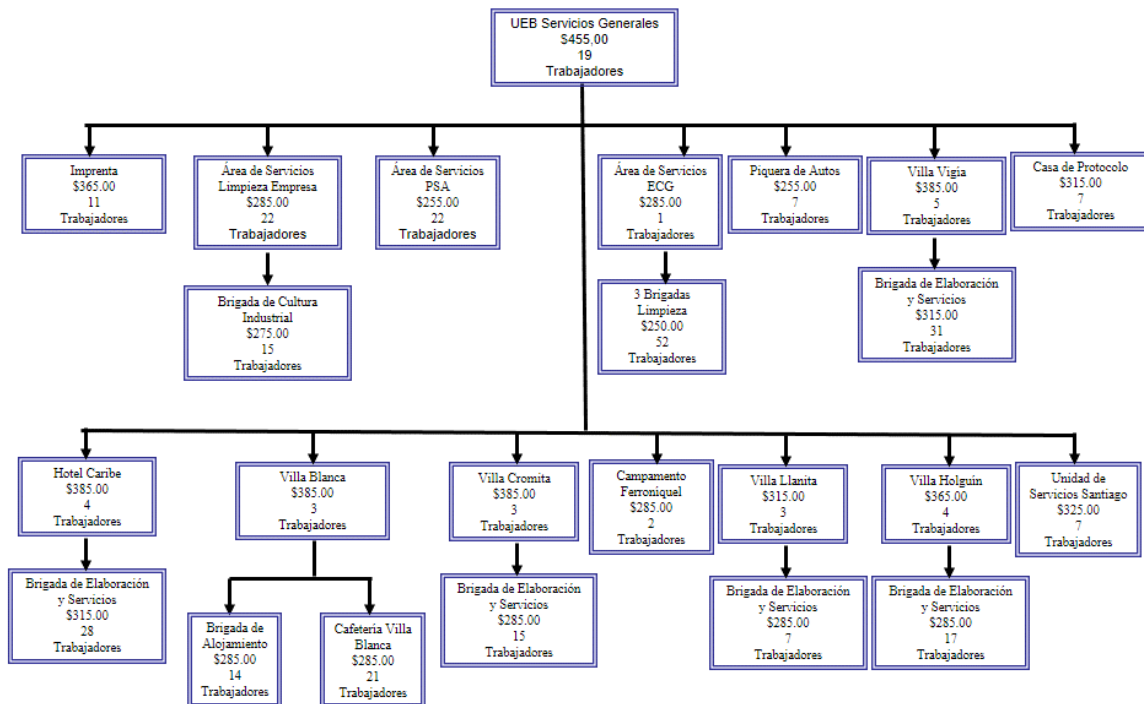 UEB Servicios Generales
$455,00
19
Trabajadores
Imprenta
$365.00
11
Trabajadores
Área de Servicios
Limpieza Empresa
$285.00
22
Trabajadores
Área de Servicios
PSA
$255.00
22
Trabajadores
Área de Servicios
ECG
$285.00
1
Trabajadores
Piquera de Autos
$255.00
7
Trabajadores
Villa Vigía
$385.00
5
Trabajadores
Casa de Protocolo
$315.00
7
Trabajadores
Brigada de Cultura
Industrial
$275.00
15
Trabajadores
3 Brigadas
Limpieza
$250.00
52
Trabajadores
Brigada de Elaboración
y Servicios
$315.00
31
Trabajadores
Hotel Caribe
$385.00
4
Trabajadores
Villa Blanca
$385.00
3
Trabajadores
Villa Cromita
$385.00
3
Trabajadores
Campamento
Ferroníquel
$285.00
2
Trabajadores
Villa Llanita
$315.00
3
Trabajadores
Villa Holguín
$365.00
4
Trabajadores
Unidad de
Servicios Santiago
$325.00
7
Trabajadores
Brigada de Elaboración
y Servicios
$315.00
28
Trabajadores
Brigada de
Alojamiento
$285.00
14
Trabajadores
Cafetería Villa
Blanca
$285.00
21
Trabajadores
Brigada de Elaboración
y Servicios
$285.00
15
Trabajadores
Brigada de Elaboración
y Servicios
$285.00
7
Trabajadores
Brigada de Elaboración
y Servicios
$285.00
17
Trabajadores